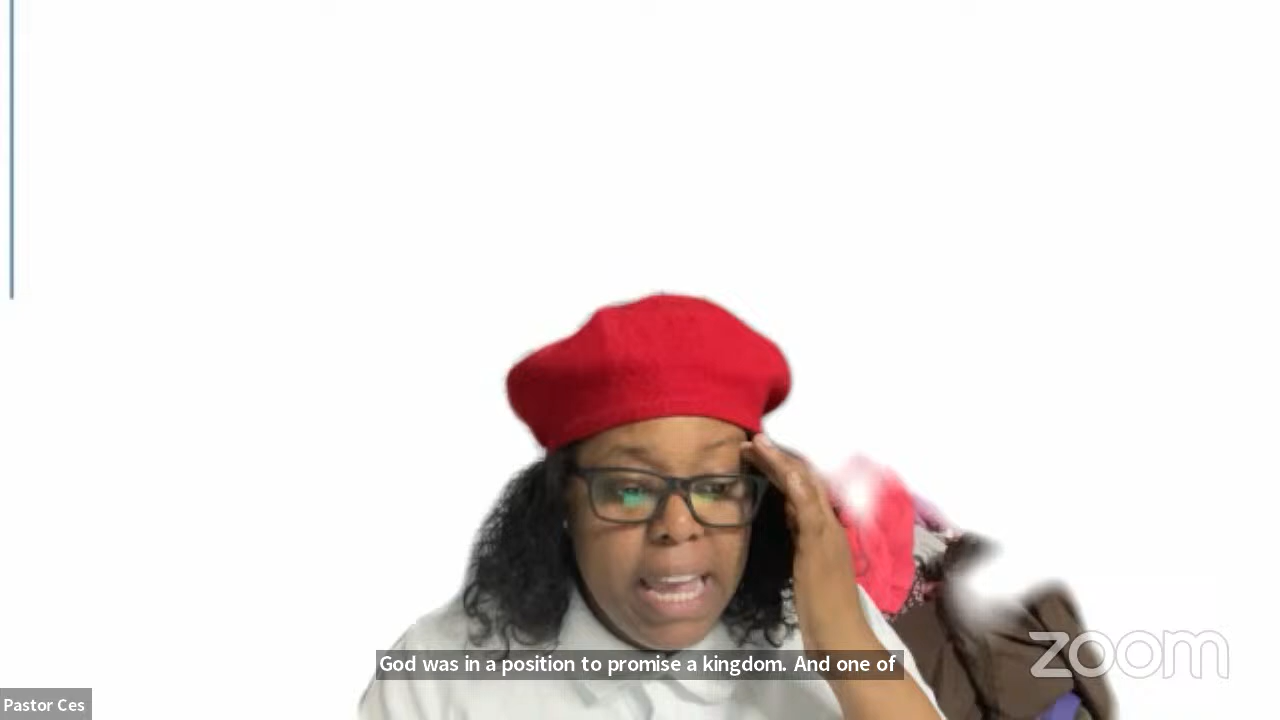 God was in a position to promise a kingdom. And one of
zoom
Pastor Ces